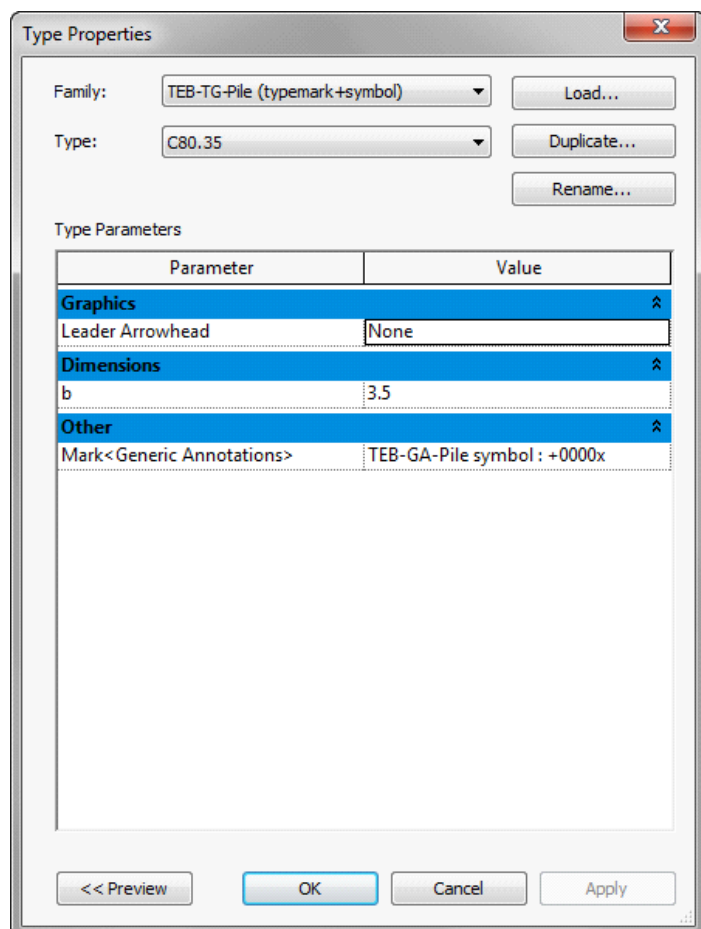 Type Properties
Family: TEB-TG-Pile (typemark+symbol) Load...
Type: C80.35 Duplicate...
Rename...
Type Parameters
Parameter Value
Graphics
Leader Arrowhead None
Dimensions
b 3.5
Other
Mark<Generic Annotations> TEB-GA-Pile symbol : +0000x
<< Preview OK Cancel Apply